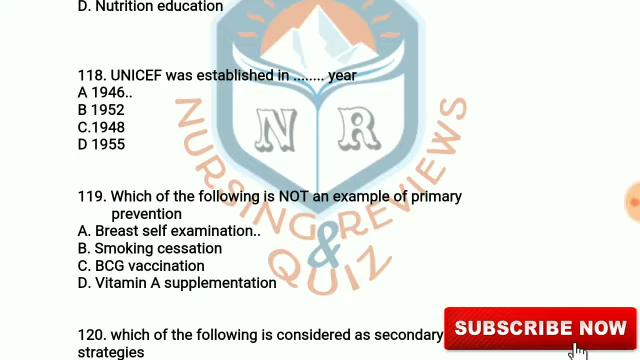 D. Nutrition education
118. UNICEF was established in ........ year
A 1946..
B 1952
C.1948
D 1955
119. Which of the following is NOT an example of primary
prevention
A. Breast self examination..
B. Smoking cessation
C. BCG vaccination
D. Vitamin A supplementation
120. which of the following is considered as secondary
strategies
N R
NURSING REVIEWS
&
QUIZ
SUBSCRIBE NOW